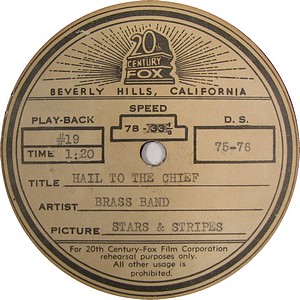 20th
CENTURY
FOX
BEVERLY HILLS, CALIFORNIA
SPEED
PLAY-BACK 78 - 33⅓ D. S.
#19 75-76
TIME 1:20
TITLE HAIL TO THE CHIEF
ARTIST BRASS BAND
PICTURE STARS & STRIPES
For 20th Century-Fox Film Corporation
rehearsal purposes only.
All other usage is
prohibited.